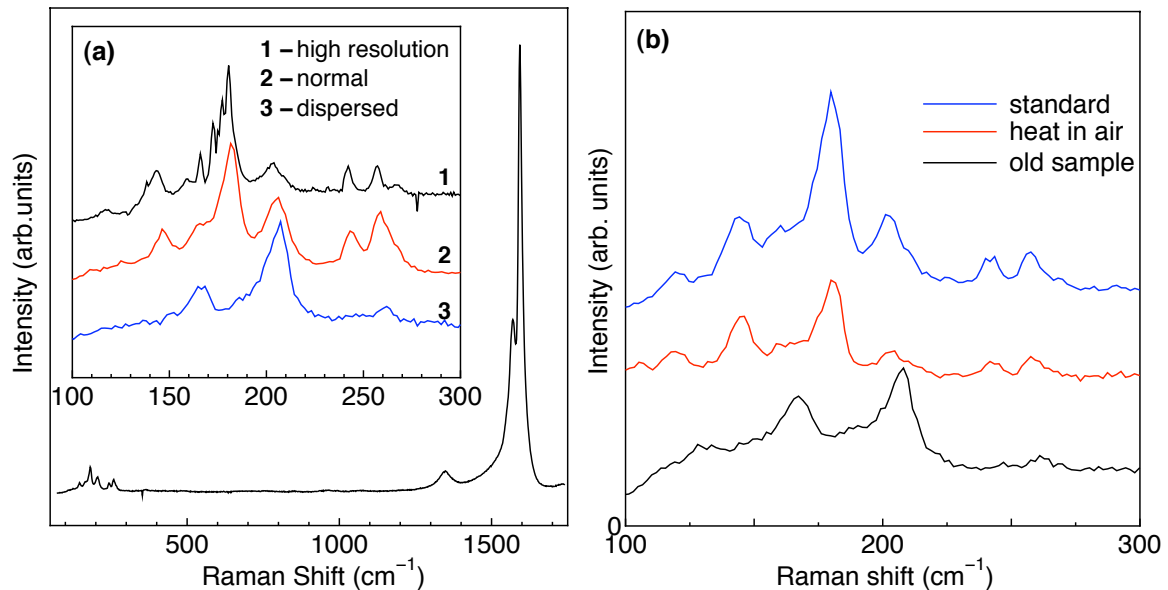 (a)
1 – high resolution
2 – normal
3 – dispersed
1
2
3
100 150 200 250 300
Intensity (arb.units)
500 1000 1500
Raman Shift (cm⁻¹)
(b)
standard
heat in air
old sample
Intensity (arb. units)
0
100 200 300
Raman shift (cm⁻¹)